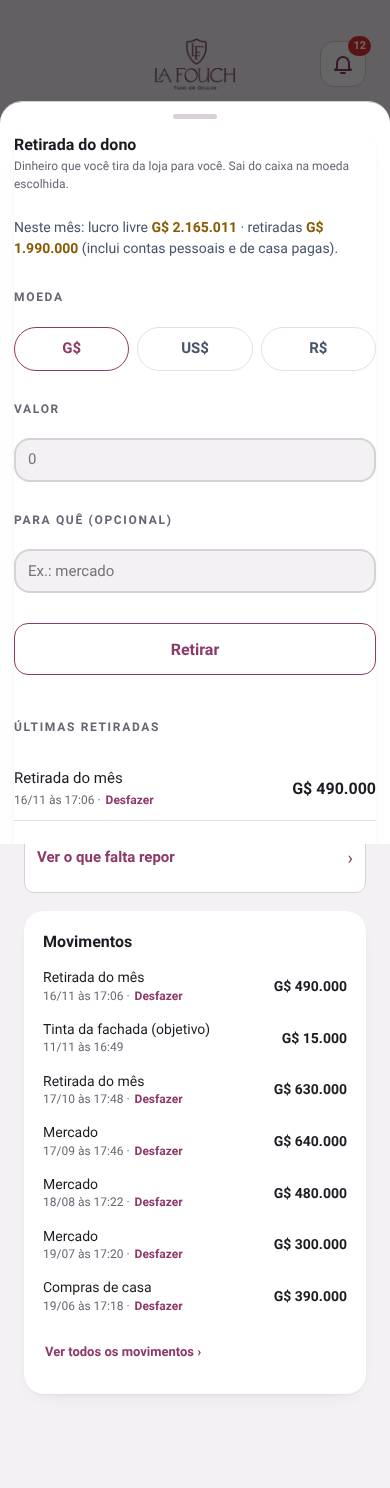 LF
LA FOUCH
12
Retirada do dono
Dinheiro que você tira da loja para você. Sai do caixa na moeda
escolhida.
Neste mês: lucro livre G$ 2.165.011 · retiradas G$
1.990.000 (inclui contas pessoais e de casa pagas).
MOEDA
G$ US$ R$
VALOR
0
PARA QUÊ (OPCIONAL)
Ex.: mercado
Retirar
ÚLTIMAS RETIRADAS
Retirada do mês
G$ 490.000
16/11 às 17:06 · Desfazer
Ver o que falta repor ›
Movimentos
Retirada do mês
G$ 490.000
16/11 às 17:06 · Desfazer
Tinta da fachada (objetivo)
G$ 15.000
11/11 às 16:49
Retirada do mês
G$ 630.000
17/10 às 17:48 · Desfazer
Mercado
G$ 640.000
17/09 às 17:46 · Desfazer
Mercado
G$ 480.000
18/08 às 17:22 · Desfazer
Mercado
G$ 300.000
19/07 às 17:20 · Desfazer
Compras de casa
G$ 390.000
19/06 às 17:18 · Desfazer
Ver todos os movimentos ›